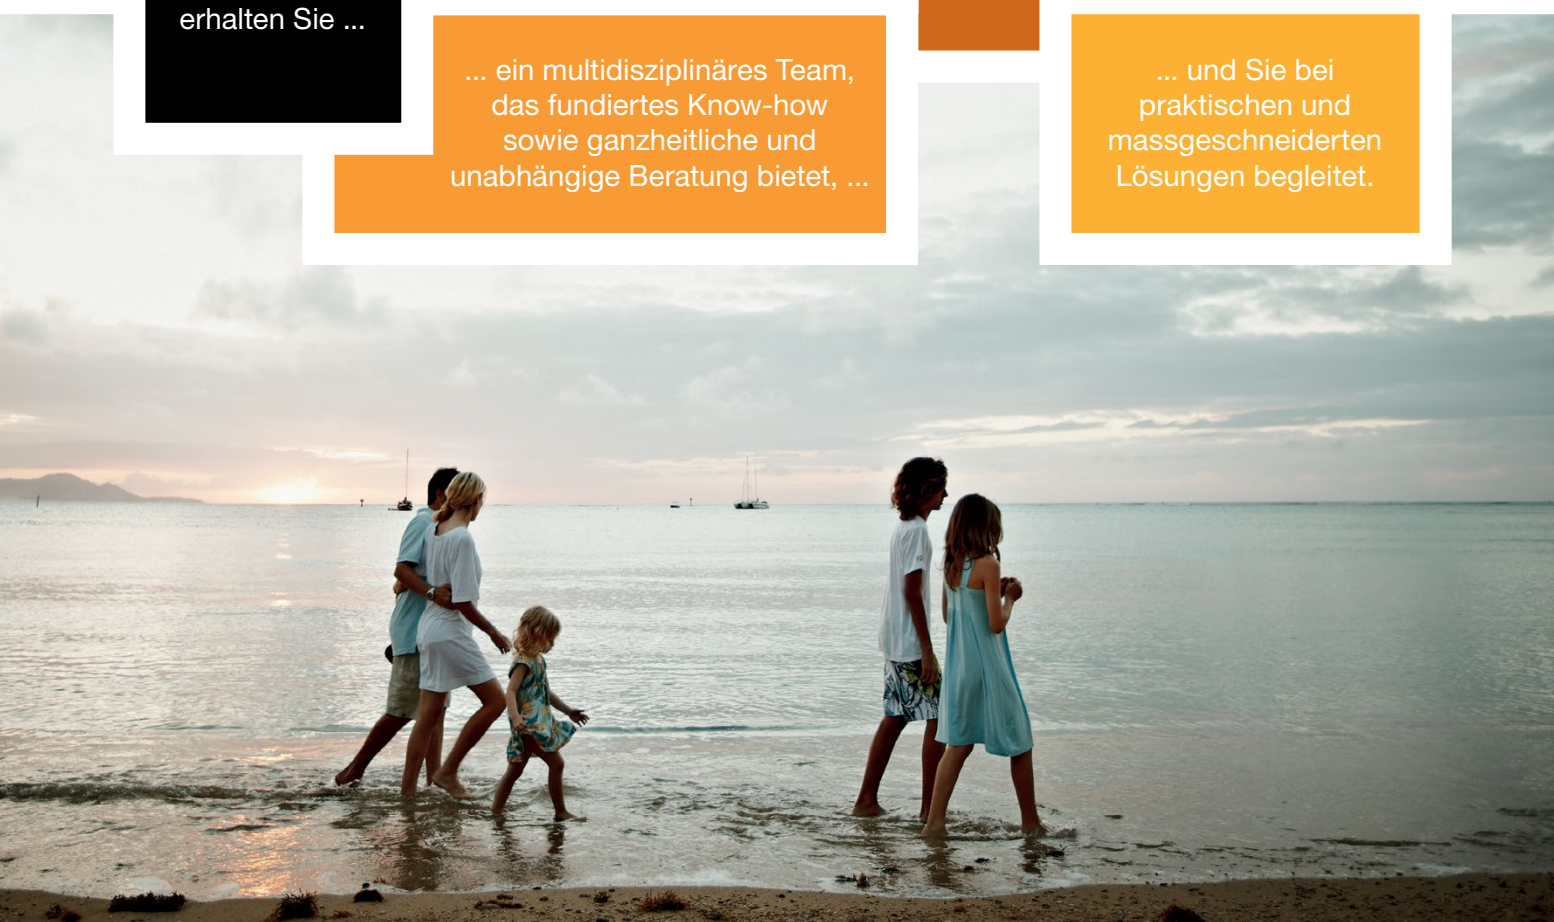 erhalten Sie ...
... ein multidisziplinäres Team,
das fundiertes Know-how
sowie ganzheitliche und
unabhängige Beratung bietet, ...
... und Sie bei
praktischen und
massgeschneiderten
Lösungen begleitet.